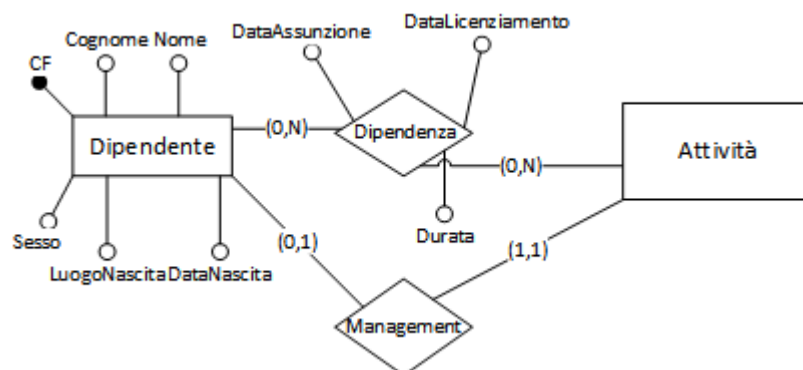 DataLicenziamento
DataAssunzione
Cognome Nome
CF
Dipendente
(0,N)
Dipendenza
Attività
(0,N)
Sesso
LuogoNascita DataNascita
(0,1)
Durata
(1,1)
Management